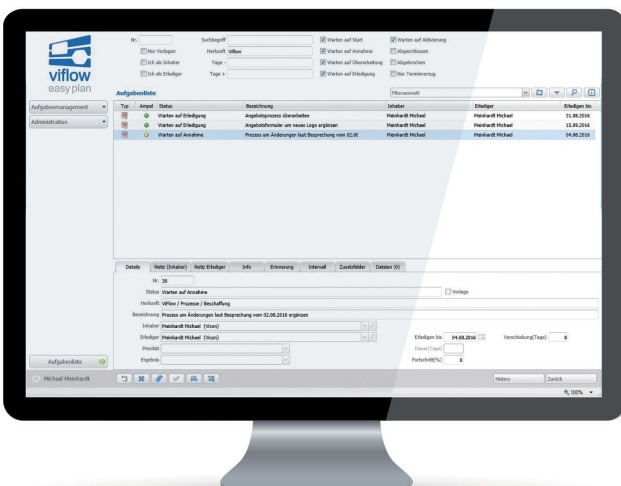 viflow
easy plan
Nr. Suchbegriff Warten auf Start Warten auf Aktivierung
Nur Vorlagen Herkunft Viflow Warten auf Annahme Abgeschlossen
Ich als Inhaber Tage - Warten auf Überarbeitung Abgebrochen
Ich als Erlediger Tage + Warten auf Erledigung Nur Terminverzug
Aufgabenliste Filterauswahl
Aufgabenmanagement
Administration
Typ Ampel Status Bezeichnung Inhaber Erlediger Erledigen bis
Warten auf Erledigung Angebotsprozess überarbeiten Meinhardt Michael Meinhardt Michael 31.08.2016
Warten auf Erledigung Angebotsformular um neues Logo ergänzen Meinhardt Michael Meinhardt Michael 15.09.2016
Warten auf Annahme Prozess um Änderungen laut Besprechung vom 02.08 Meinhardt Michael Meinhardt Michael 04.08.2016
Details Notiz (Inhaber) Notiz Erlediger Info Erinnerung Intervall Zusatzfelder Dateien (0)
Nr. 30
Status Warten auf Annahme Vorlage
Herkunft ViFlow / Prozesse / Beschaffung
Bezeichnung Prozess um Änderungen laut Besprechung vom 02.08.2016 ergänzen
Inhaber Meinhardt Michael (Vicon)
Erlediger Meinhardt Michael (Vicon) Erledigen bis 04.08.2016 Verschiebung(Tage) 0
Priorität Dauer(Tage)
Ergebnis Fortschritt(%) 0
Aufgabenliste
Michael Meinhardt History Zurück
100%